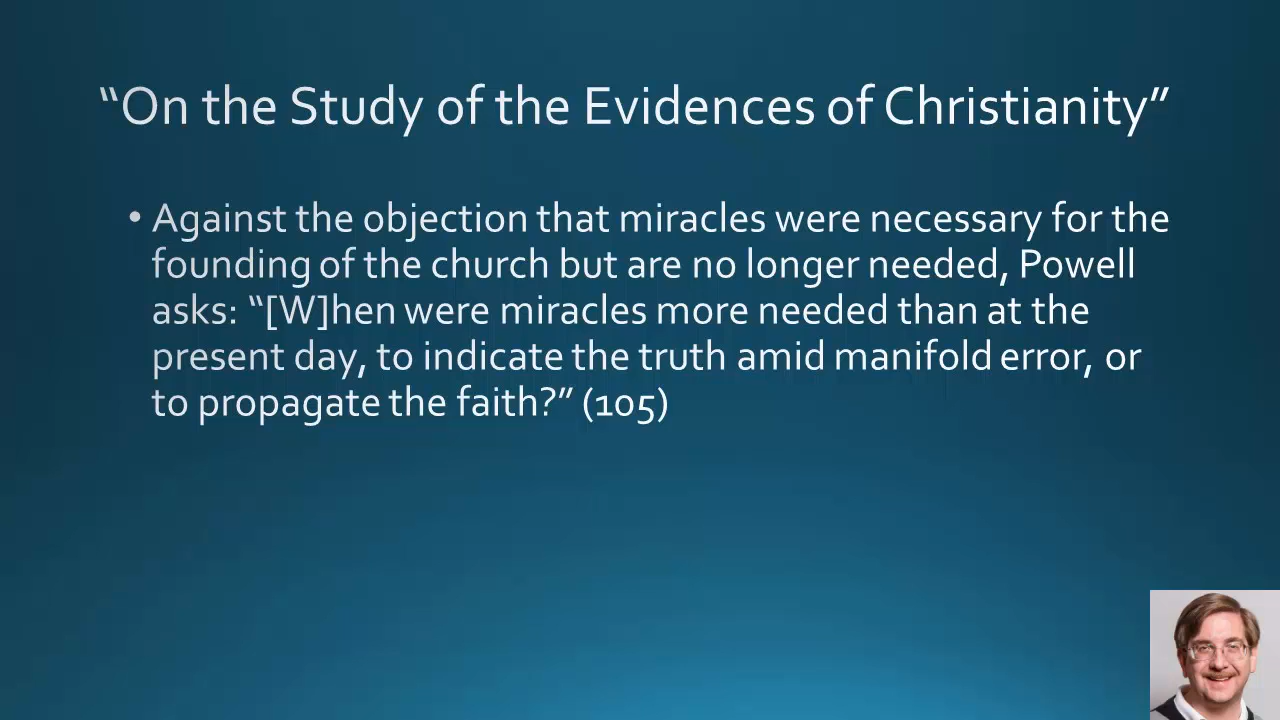 “On the Study of the Evidences of Christianity”
• Against the objection that miracles were necessary for the
founding of the church but are no longer needed, Powell
asks: “[W]hen were miracles more needed than at the
present day, to indicate the truth amid manifold error, or
to propagate the faith?” (105)